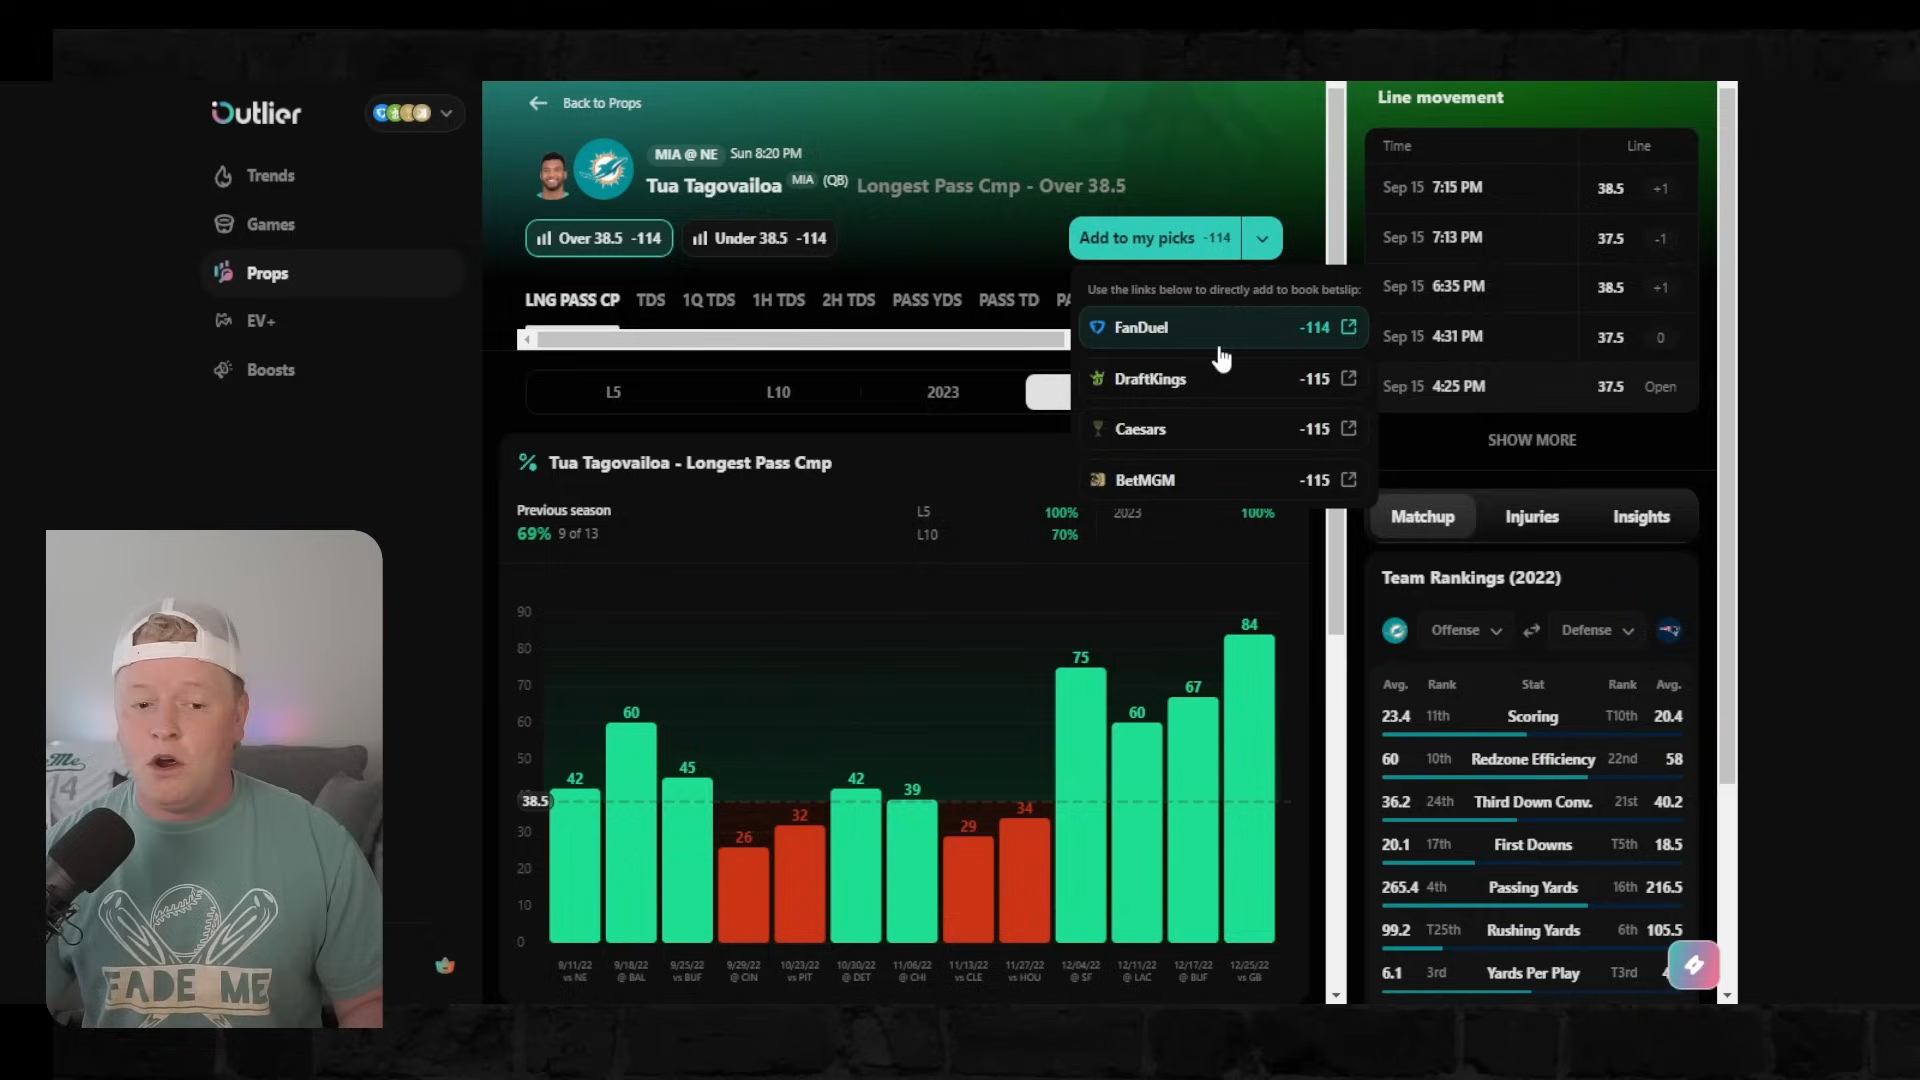 Outlier
Trends
Games
Props
EV+
Boosts
Back to Props
MIA @ NE Sun 8:20 PM
Tua Tagovailoa MIA (QB) Longest Pass Cmp - Over 38.5
Over 38.5 -114
Under 38.5 -114
Add to my picks -114
LNG PASS CP TDS 1Q TDS 1H TDS 2H TDS PASS YDS PASS TD
Use the links below to directly add to book betslip:
FanDuel -114
DraftKings -115
Caesars -115
BetMGM -115
L5 L10 2023
Tua Tagovailoa - Longest Pass Cmp
Previous season
69% 9 of 13
L5 100%
L10 70%
2023 100%
90
80
70
60
50
38.5
30
20
10
0
42 60 45 26 32 42 39 29 34 75 60 67 84
9/11/22 9/18/22 9/25/22 9/29/22 10/23/22 10/30/22 11/06/22 11/13/22 11/27/22 12/04/22 12/11/22 12/17/22 12/25/22
vs NE @ BAL vs BUF @ CIN vs PIT @ DET @ CHI vs CLE vs HOU @ SF @ LAC @ BUF vs GB
Line movement
Time Line
Sep 15 7:15 PM 38.5 +1
Sep 15 7:13 PM 37.5 -1
Sep 15 6:35 PM 38.5 +1
Sep 15 4:31 PM 37.5 0
Sep 15 4:25 PM 37.5 Open
SHOW MORE
Matchup Injuries Insights
Team Rankings (2022)
Offense Defense
Avg. Rank Stat Rank Avg.
23.4 11th Scoring T10th 20.4
60 10th Redzone Efficiency 22nd 58
36.2 24th Third Down Conv. 21st 40.2
20.1 17th First Downs T5th 18.5
265.4 4th Passing Yards 16th 216.5
99.2 T25th Rushing Yards 6th 105.5
6.1 3rd Yards Per Play T3rd
Me
14
FADE ME